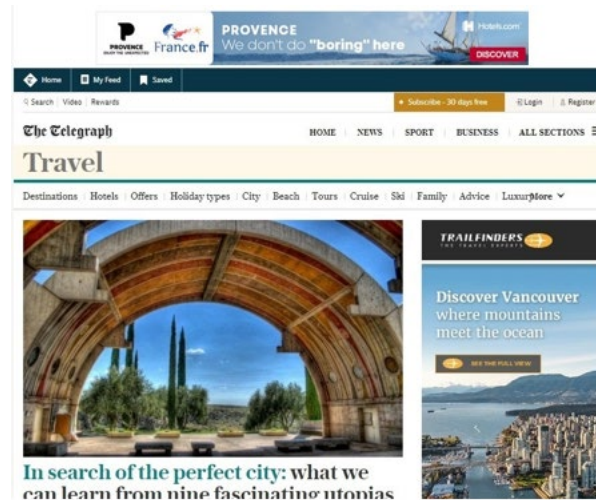 PROVENCE
We don't do "boring" here
PROVENCE
ENJOY THE UNEXPECTED
France.fr
Hotels.com
DISCOVER
Home
My Feed
Saved
Search | Video | Rewards
Subscribe - 30 days free
Login
Register
The Telegraph
HOME | NEWS | SPORT | BUSINESS | ALL SECTIONS
Travel
Destinations | Hotels | Offers | Holiday types | City | Beach | Tours | Cruise | Ski | Family | Advice | Luxury More
TRAILFINDERS
THE TRAVEL EXPERTS
Discover Vancouver
where mountains
meet the ocean
SEE THE FULL VIEW
In search of the perfect city: what we
can learn from nine fascinating utopias